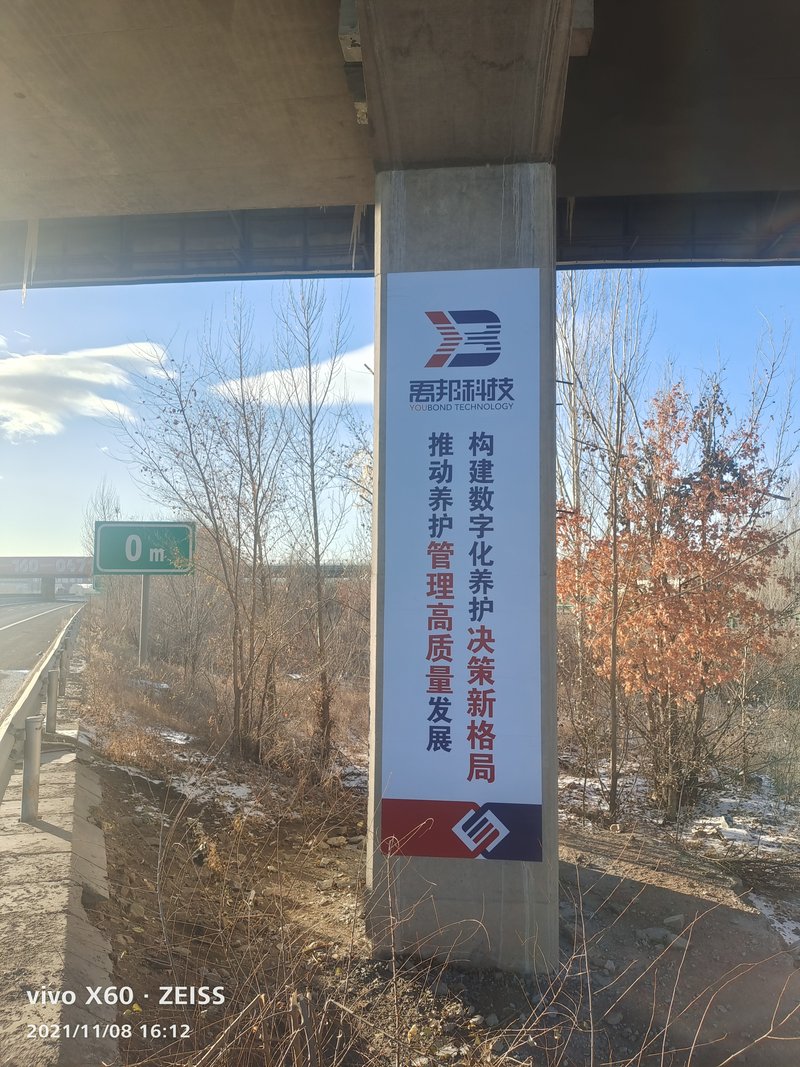 禹邦科技
YOUBOND TECHNOLOGY
构建数字化养护决策新格局
推动养护管理高质量发展
0 m
vivo X60 · ZEISS
2021/11/08 16:12